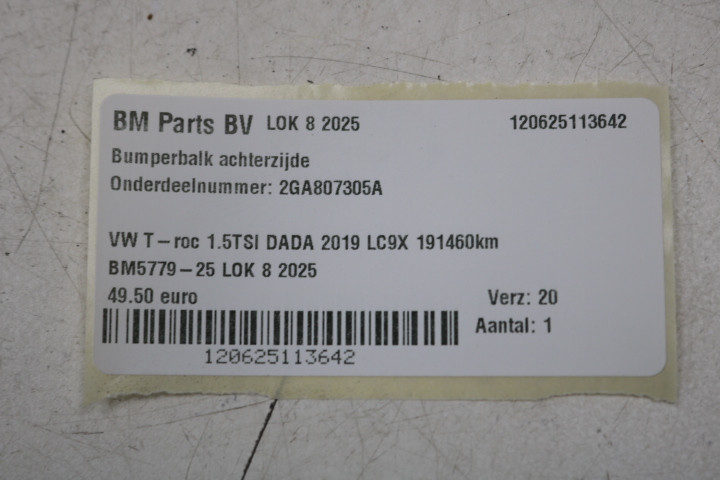 BM Parts BV LOK 8 2025 120625113642
Bumperbalk achterzijde
Onderdeelnummer: 2GA807305A
VW T-roc 1.5TSI DADA 2019 LC9X 191460km
BM5779-25 LOK 8 2025
49.50 euro Verz: 20
Aantal: 1
120625113642